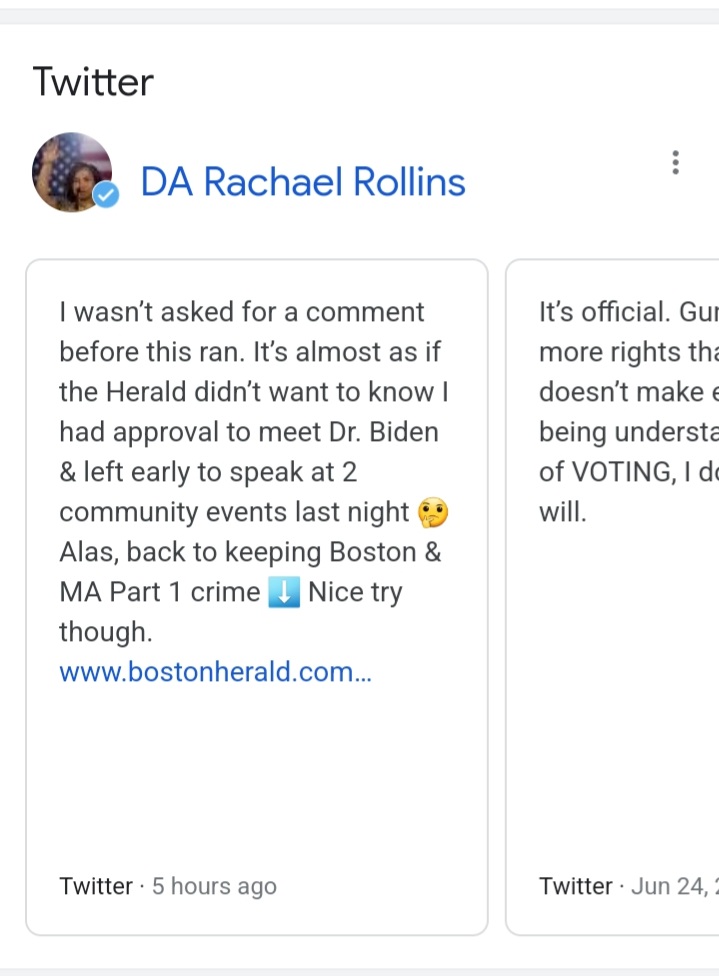 Twitter
DA Rachael Rollins
I wasn’t asked for a comment
before this ran. It’s almost as if
the Herald didn’t want to know I
had approval to meet Dr. Biden
& left early to speak at 2
community events last night 🤔
Alas, back to keeping Boston &
MA Part 1 crime ⬇️ Nice try
though.
www.bostonherald.com…
Twitter · 5 hours ago
It’s official.
more rights
doesn’t make
being
of VOTING, I
will.
Twitter · Jun 24,